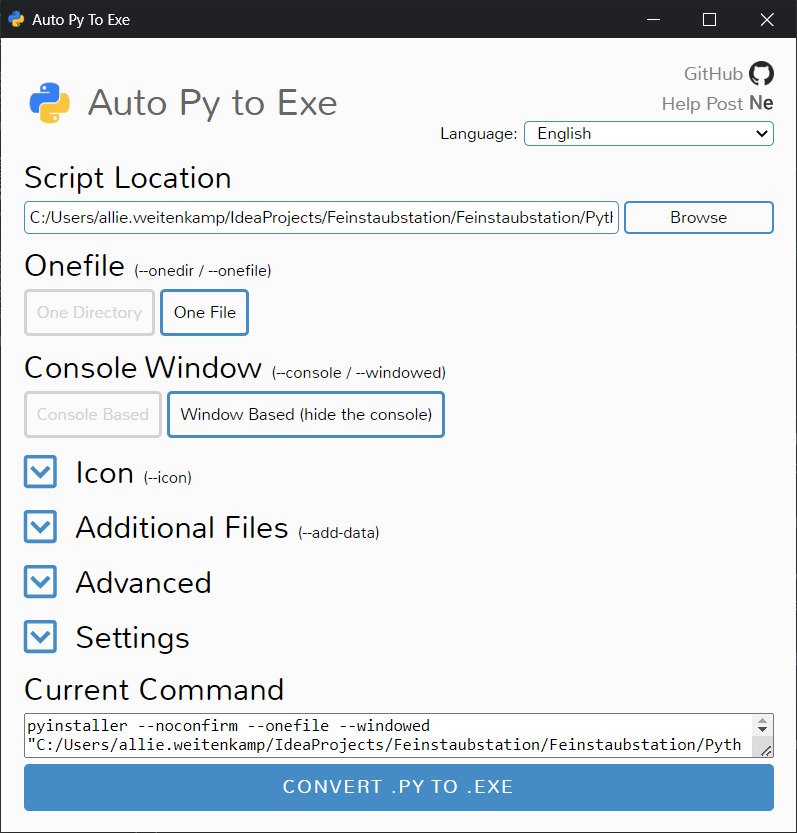 Auto Py To Exe
GitHub
Help Post Ne
Auto Py to Exe
Language: English
Script Location
C:/Users/allie.weitenkamp/IdeaProjects/Feinstaubstation/Feinstaubstation/Pyth Browse
Onefile (--onedir / --onefile)
One Directory One File
Console Window (--console / --windowed)
Console Based Window Based (hide the console)
Icon (--icon)
Additional Files (--add-data)
Advanced
Settings
Current Command
pyinstaller --noconfirm --onefile --windowed
"C:/Users/allie.weitenkamp/IdeaProjects/Feinstaubstation/Feinstaubstation/Pyth
CONVERT .PY TO .EXE